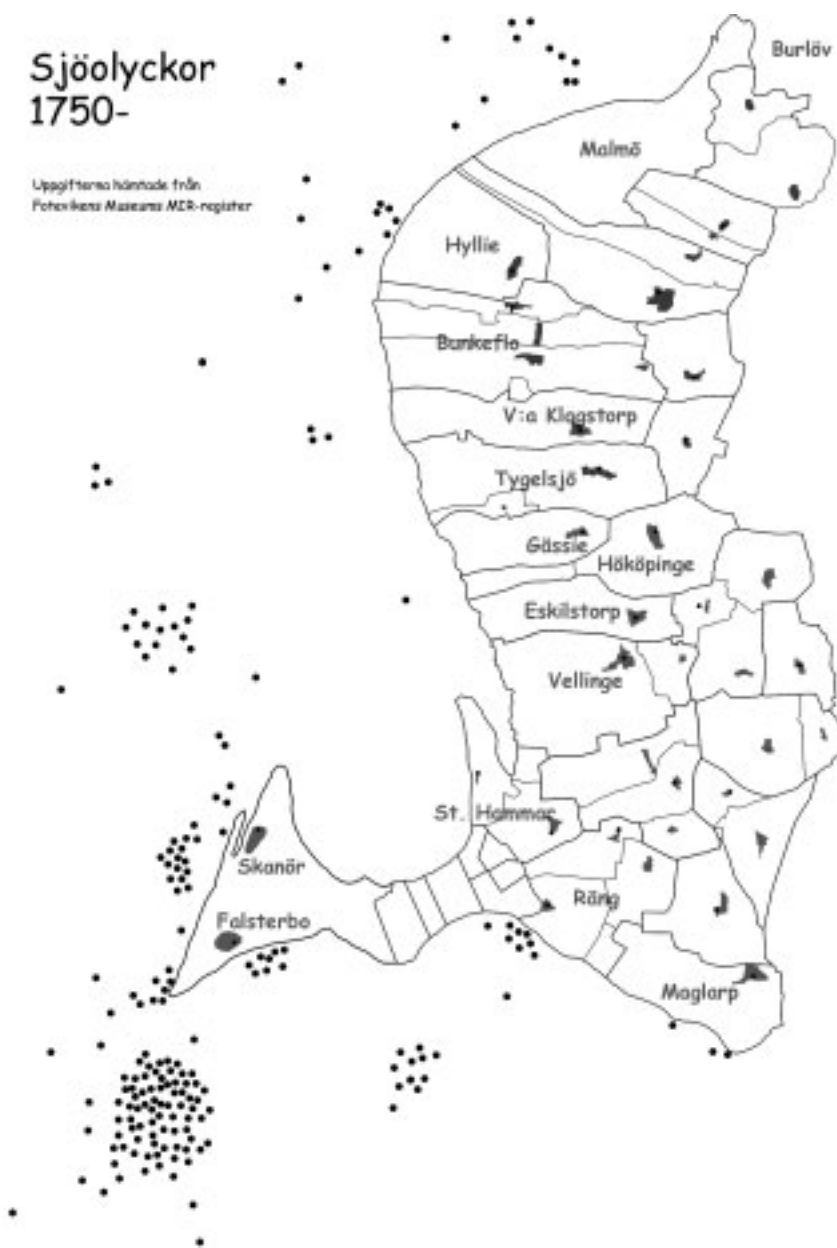 Sjöolyckor
1750-
Uppgifterna hämtade från
Fotevikens Museums MIR-register
Burlöv
Malmö
Hyllie
Bunkeflo
V:a Klagstorp
Tygelsjö
Gässie
Hököpinge
Eskilstorp
Vellinge
St. Hammar
Skanör
Räng
Falsterbo
Maglarp